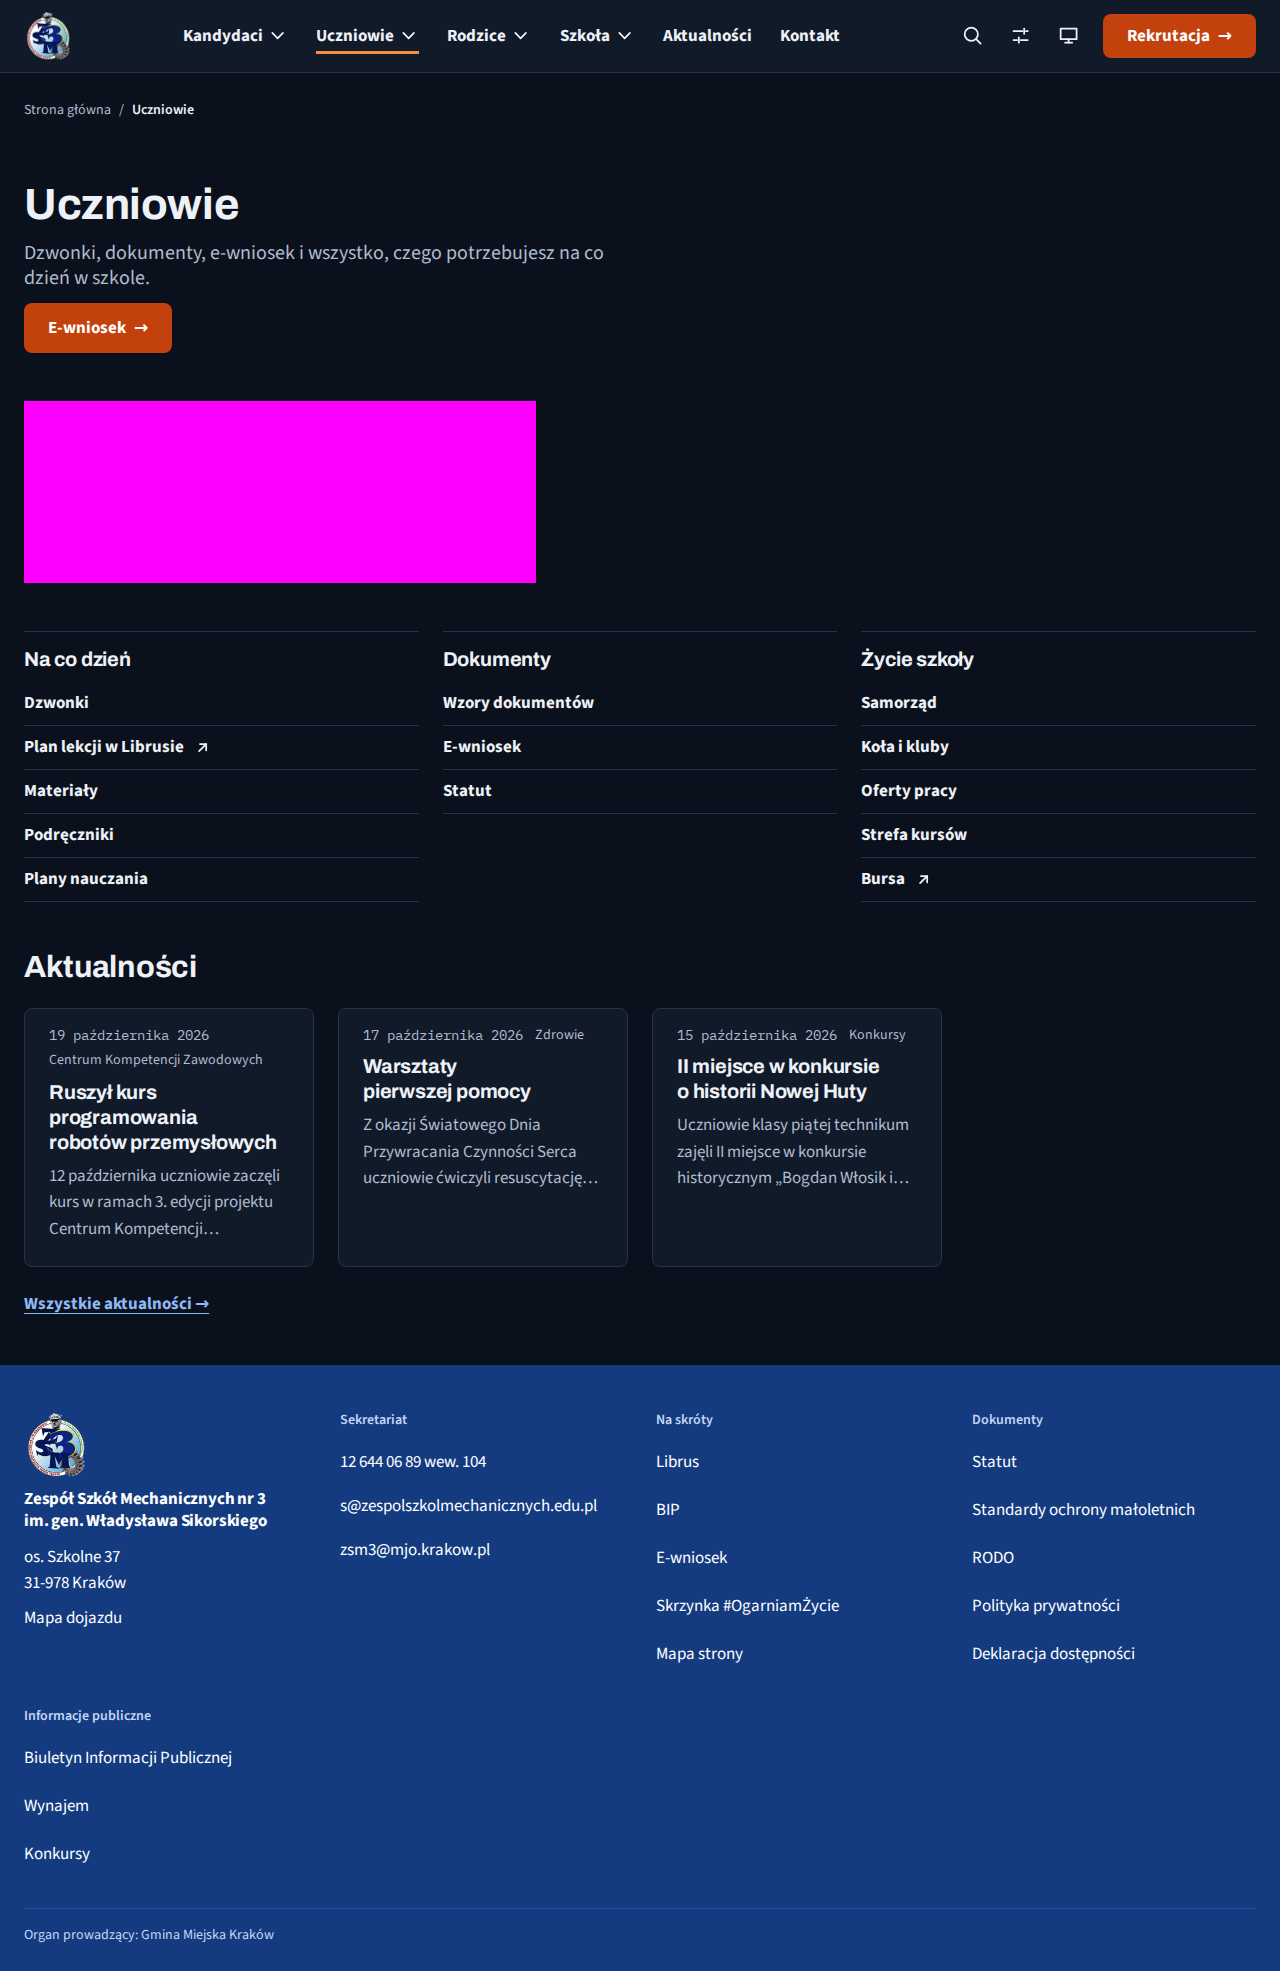 Kandydaci
Uczniowie
Rodzice
Szkoła
Aktualności
Kontakt
Rekrutacja →
Strona główna / Uczniowie
Uczniowie
Dzwonki, dokumenty, e-wniosek i wszystko, czego potrzebujesz na co
dzień w szkole.
E-wniosek →
Na co dzień
Dzwonki
Plan lekcji w Librusie
Materiały
Podręczniki
Plany nauczania
Dokumenty
Wzory dokumentów
E-wniosek
Statut
Życie szkoły
Samorząd
Koła i kluby
Oferty pracy
Strefa kursów
Bursa
Aktualności
19 października 2026
Centrum Kompetencji Zawodowych
Ruszył kurs
programowania
robotów przemysłowych
12 października uczniowie zaczęli
kurs w ramach 3. edycji projektu
Centrum Kompetencji…
17 października 2026 Zdrowie
Warsztaty
pierwszej pomocy
Z okazji Światowego Dnia
Przywracania Czynności Serca
uczniowie ćwiczyli resuscytację…
15 października 2026 Konkursy
II miejsce w konkursie
o historii Nowej Huty
Uczniowie klasy piątej technikum
zajęli II miejsce w konkursie
historycznym „Bogdan Włosik i…
Wszystkie aktualności →
Zespół Szkół Mechanicznych nr 3
im. gen. Władysława Sikorskiego
os. Szkolne 37
31-978 Kraków
Mapa dojazdu
Sekretariat
12 644 06 89 wew. 104
s@zespolszkolmechanicznych.edu.pl
zsm3@mjo.krakow.pl
Na skróty
Librus
BIP
E-wniosek
Skrzynka #OgarniamŻycie
Mapa strony
Dokumenty
Statut
Standardy ochrony małoletnich
RODO
Polityka prywatności
Deklaracja dostępności
Informacje publiczne
Biuletyn Informacji Publicznej
Wynajem
Konkursy
Organ prowadzący: Gmina Miejska Kraków